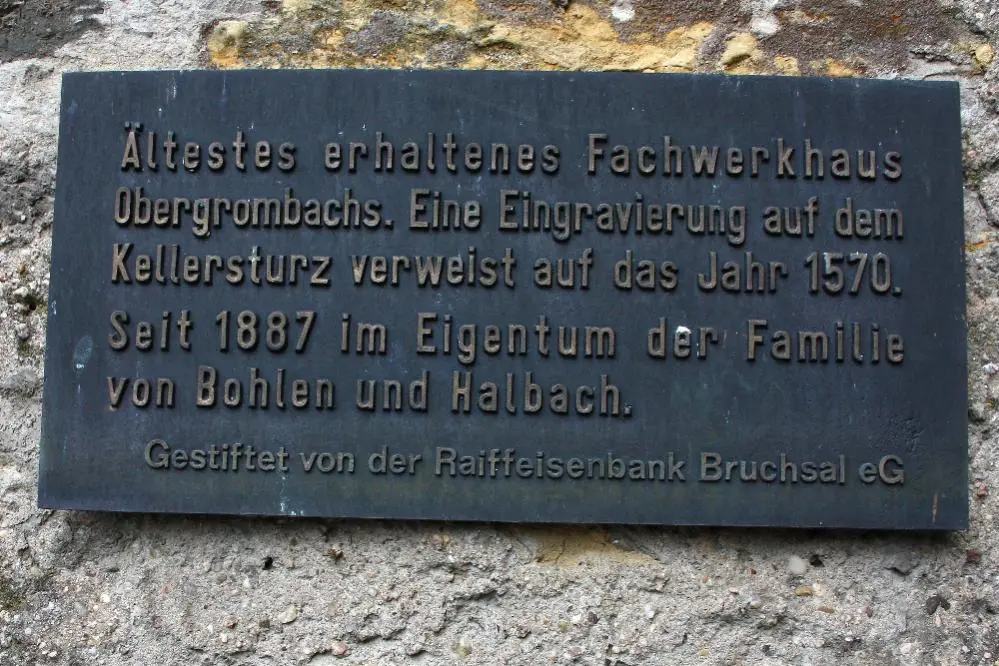 Ältestes erhaltenes Fachwerkhaus
Obergrombachs. Eine Eingravierung auf dem
Kellersturz verweist auf das Jahr 1570.
Seit 1887 im Eigentum der Familie
von Bohlen und Halbach.
Gestiftet von der Raiffeisenbank Bruchsal eG